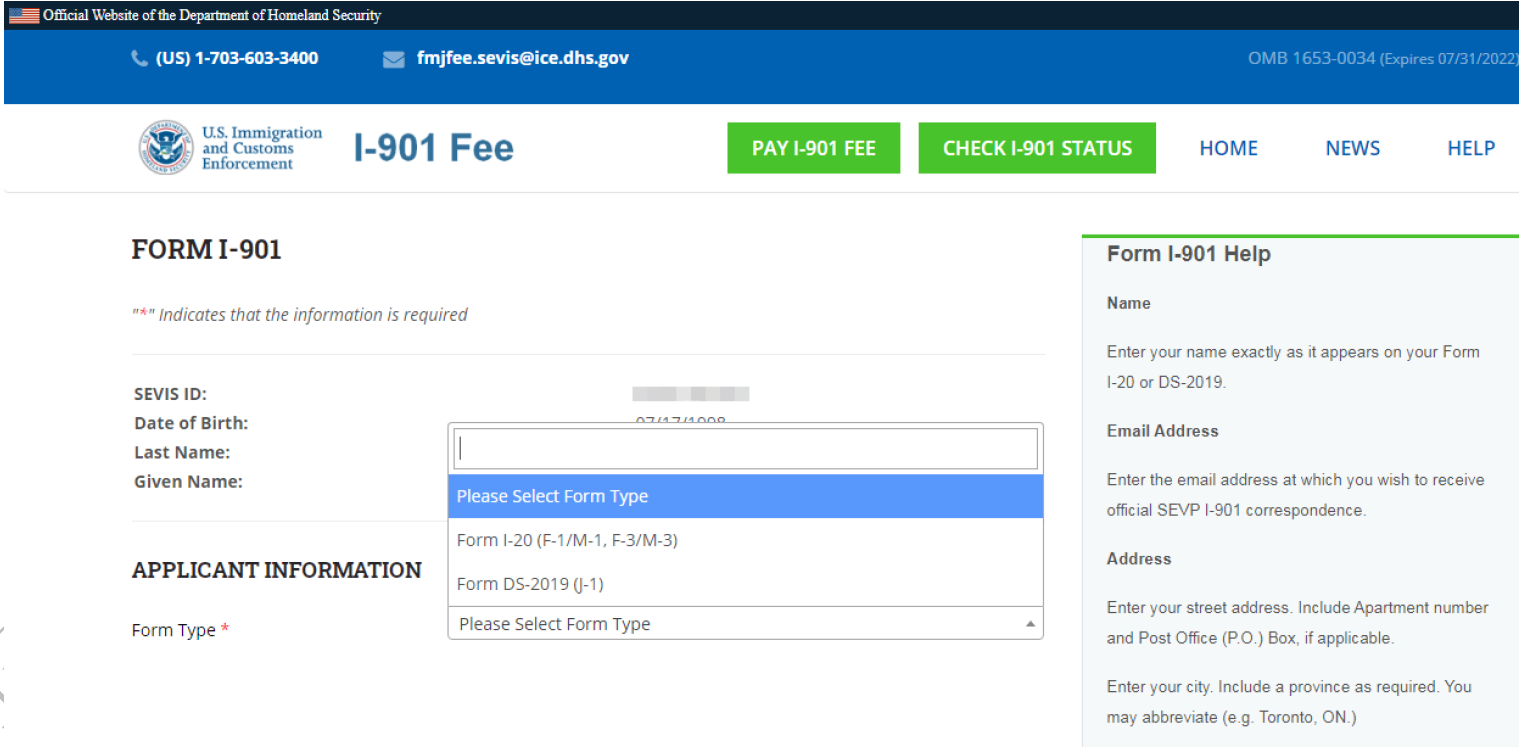 Official Website of the Department of Homeland Security
(US) 1-703-603-3400
fmjfee.sevis@ice.dhs.gov
OMB 1653-0034 (Expires 07/31/2022)
U.S. Immigration
and Customs
Enforcement
I-901 Fee
PAY I-901 FEE
CHECK I-901 STATUS
HOME
NEWS
HELP
FORM I-901
"*" Indicates that the information is required
SEVIS ID:
Date of Birth:
Last Name:
Given Name:
Please Select Form Type
Form I-20 (F-1/M-1, F-3/M-3)
Form DS-2019 (J-1)
APPLICANT INFORMATION
Form Type *
Please Select Form Type
Form I-901 Help
Name
Enter your name exactly as it appears on your Form
I-20 or DS-2019.
Email Address
Enter the email address at which you wish to receive
official SEVP I-901 correspondence.
Address
Enter your street address. Include Apartment number
and Post Office (P.O.) Box, if applicable.
Enter your city. Include a province as required. You
may abbreviate (e.g. Toronto, ON.)